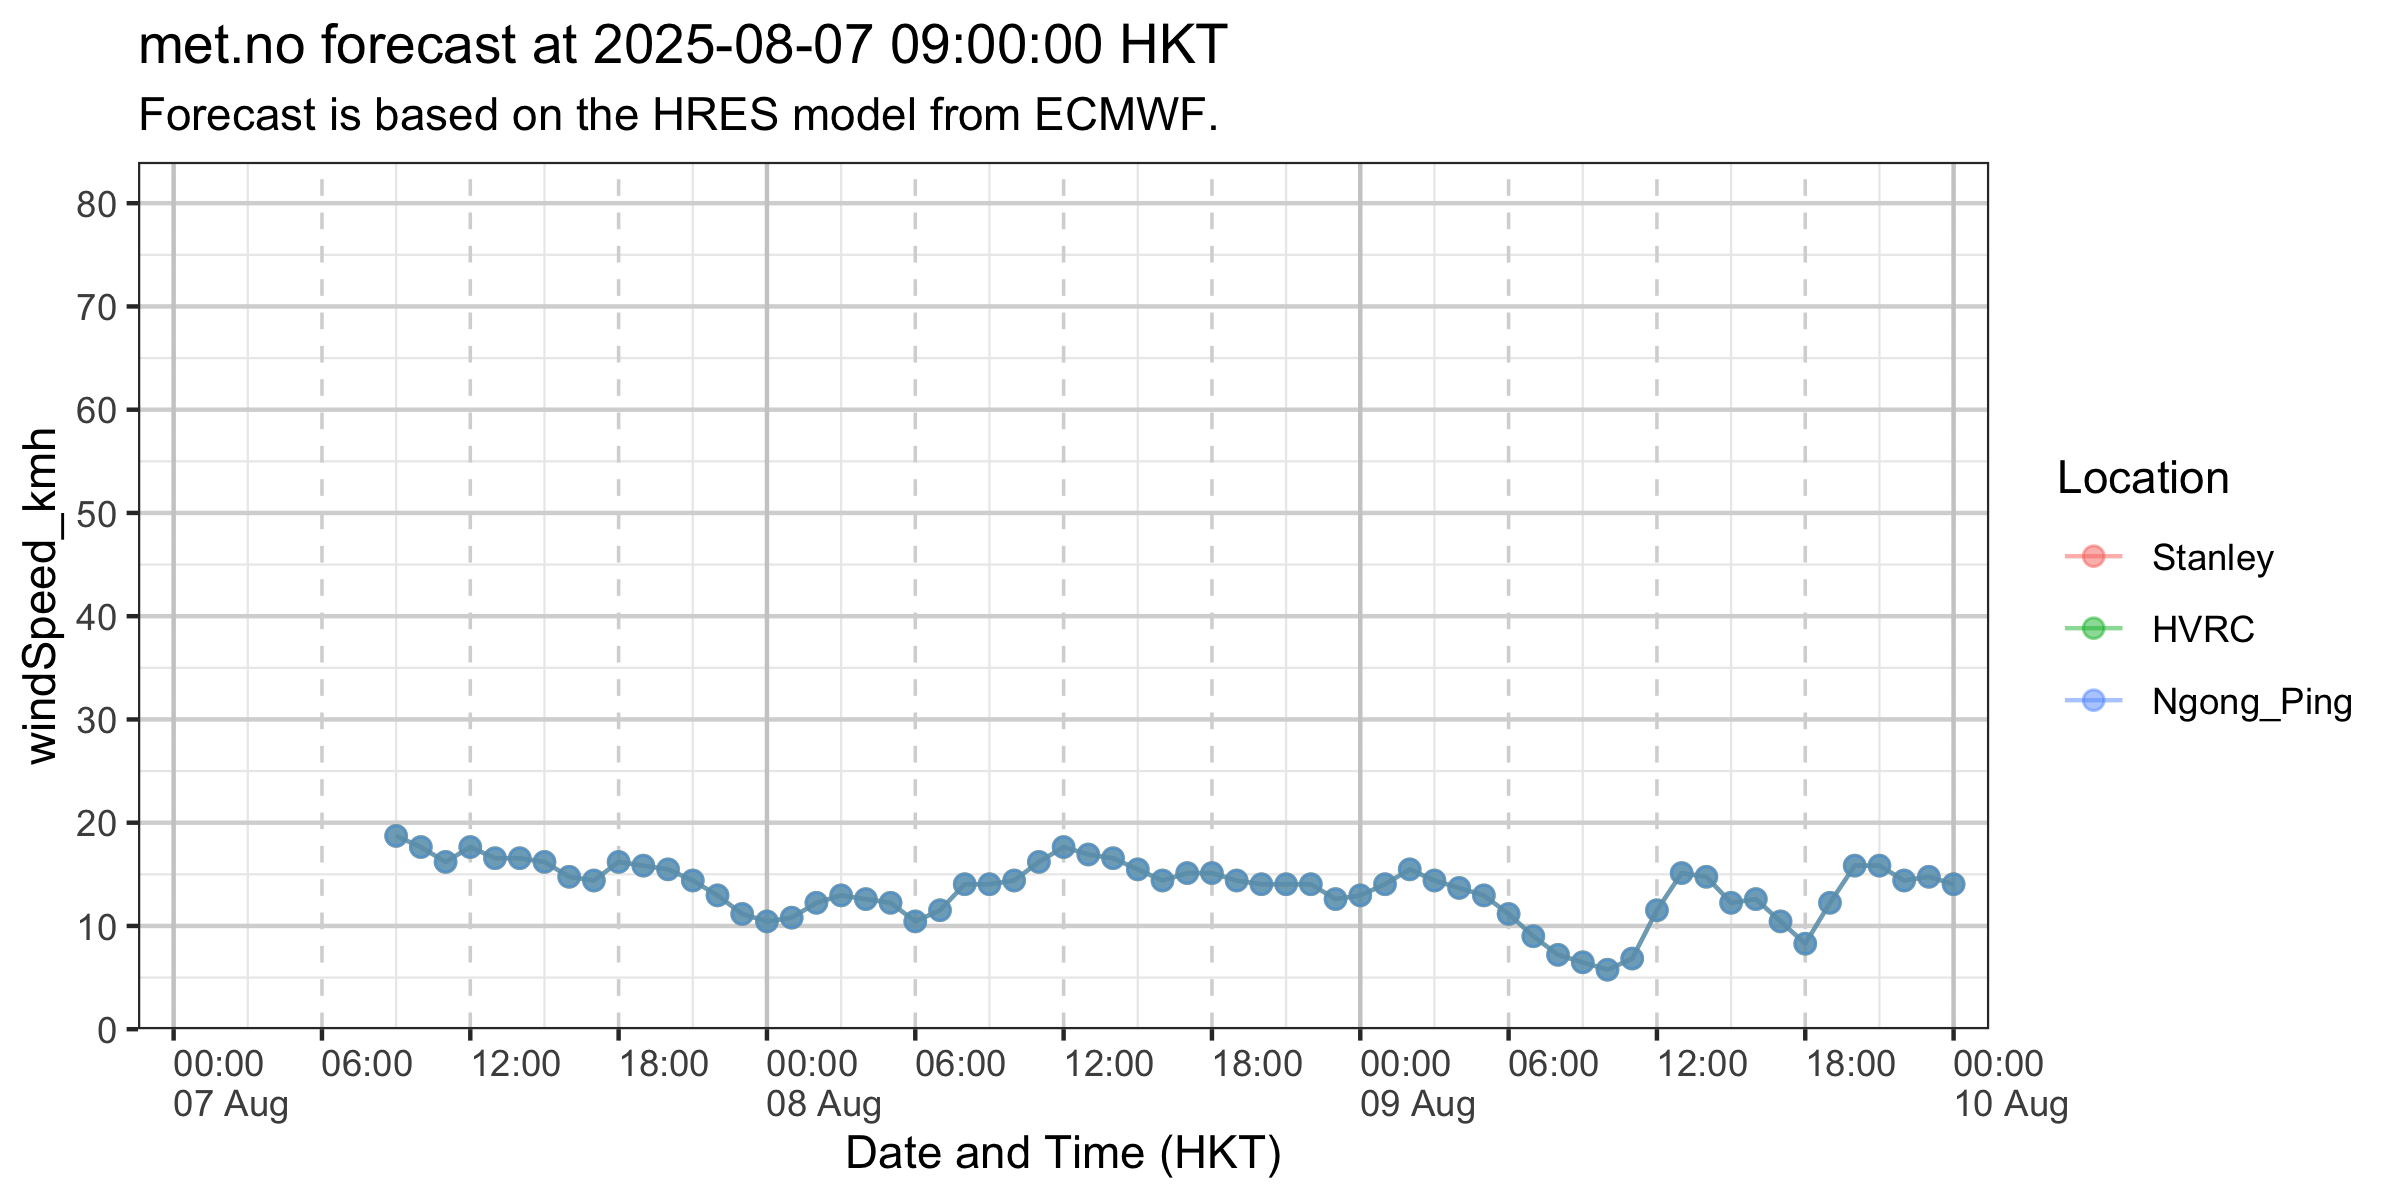 met.no forecast at 2025-08-07 09:00:00 HKT
Forecast is based on the HRES model from ECMWF.
windSpeed_kmh
80
70
60
50
40
30
20
10
0
00:00 06:00 12:00 18:00 00:00 06:00 12:00 18:00 00:00 06:00 12:00 18:00 00:00
07 Aug 08 Aug 09 Aug 10 Aug
Date and Time (HKT)
Location
Stanley
HVRC
Ngong_Ping